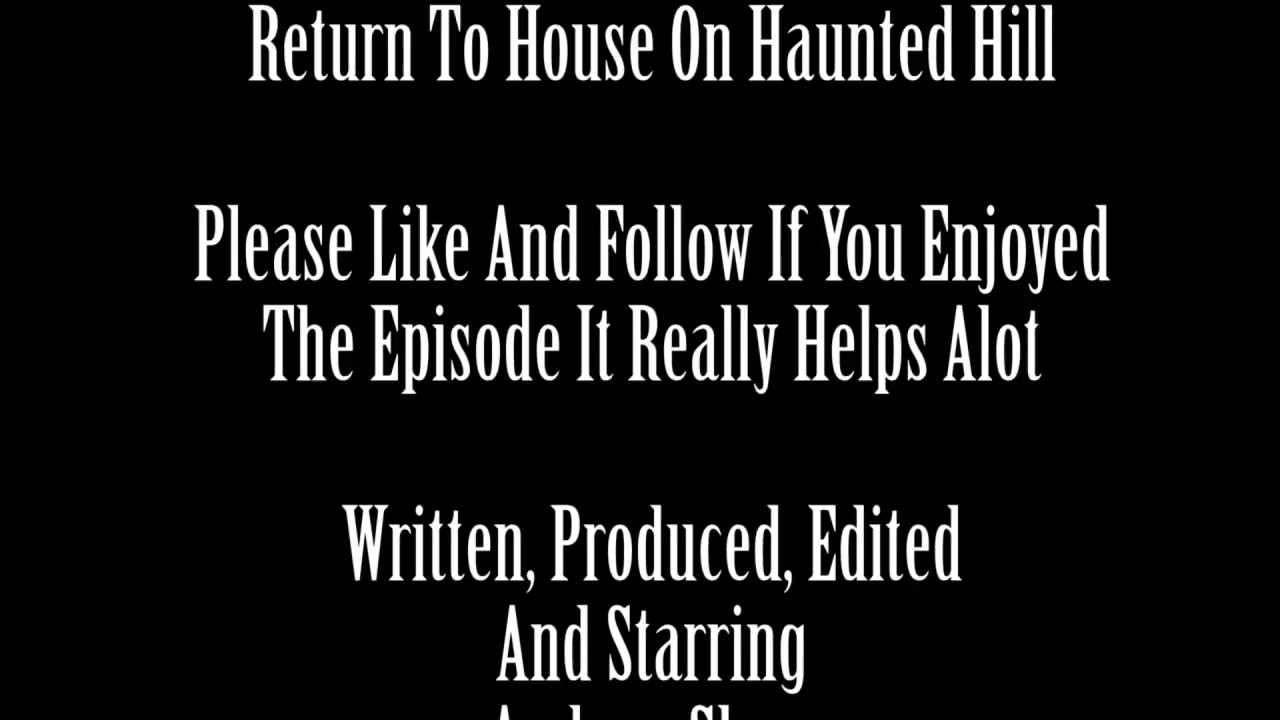 Return To House On Haunted Hill
Please Like And Follow If You Enjoyed
The Episode It Really Helps Alot
Written, Produced, Edited
And Starring